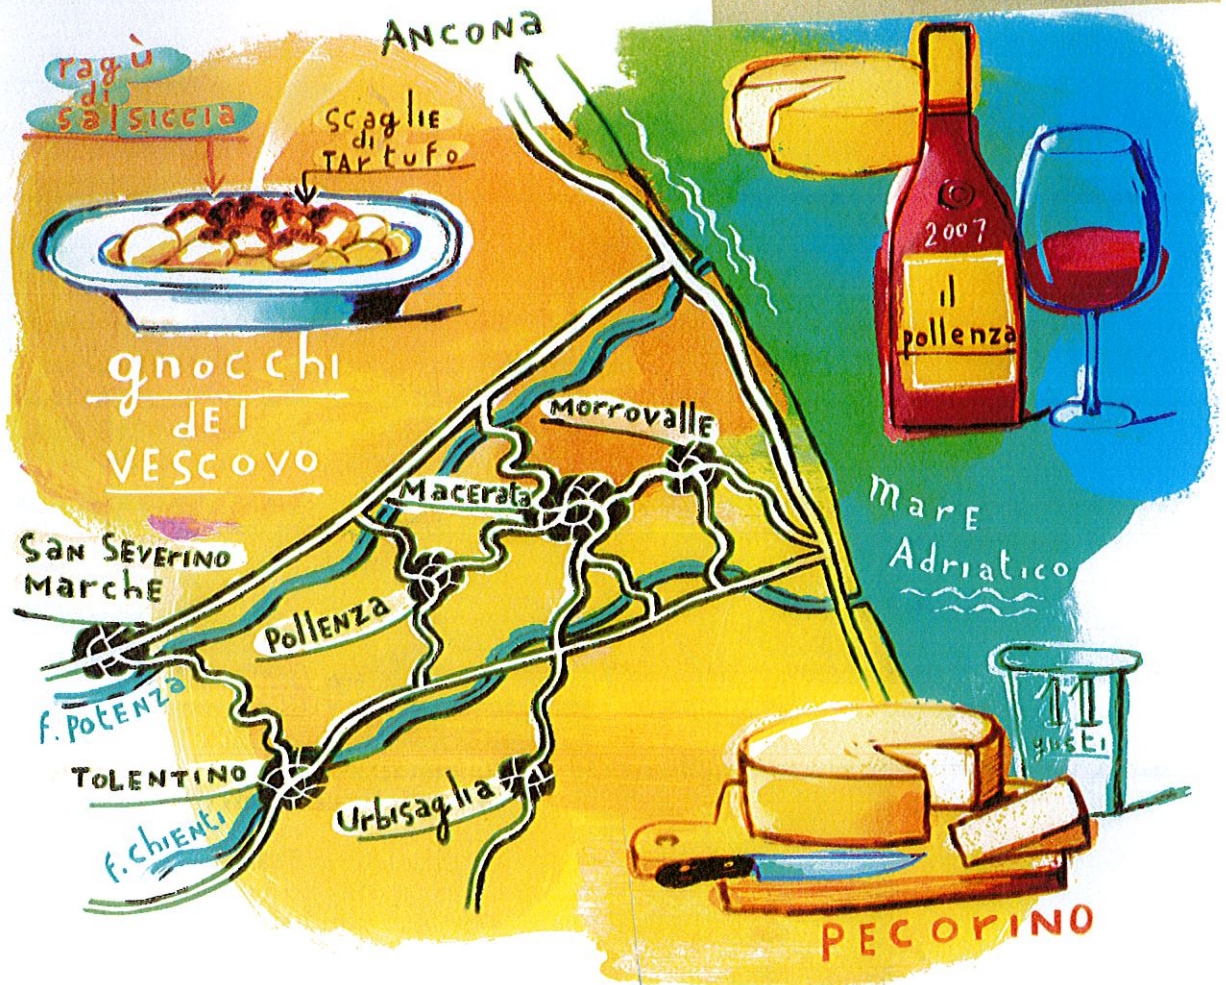 ANCONA
ragù
di
salsiccia
scaglie
di
TARTUFO
gnocchi
del
VESCOVO
2007
il
pollenza
Morrovalle
Macerata
Mare
Adriatico
San Severino
Marche
Pollenza
f. Potenza
11
gusti
Tolentino
Urbisaglia
f. Chienti
PECORINO